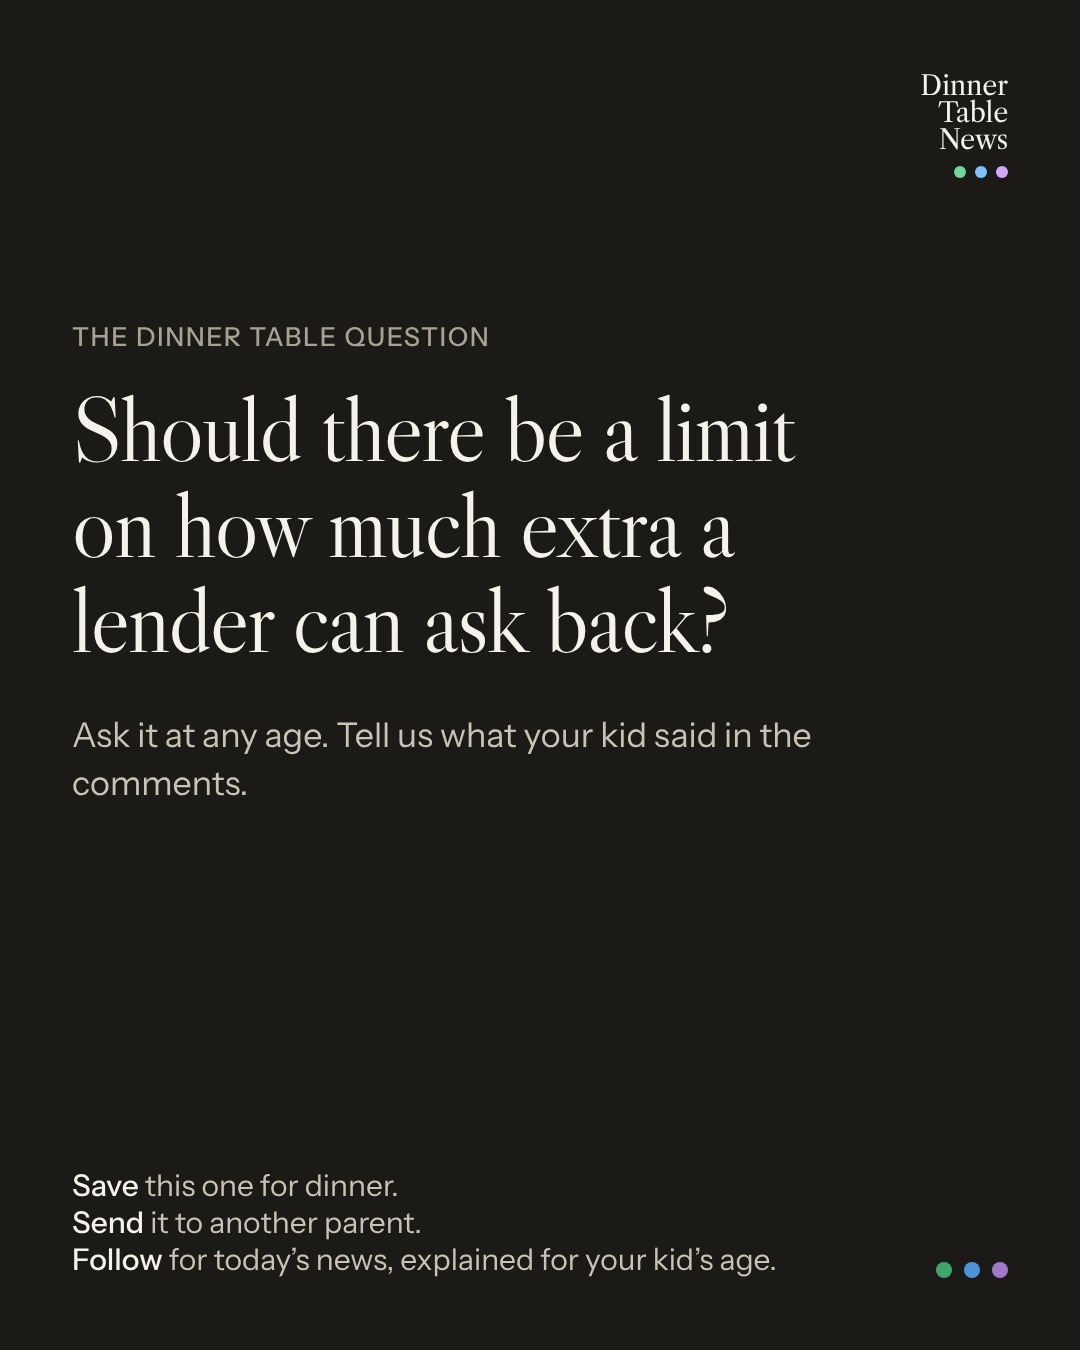 Dinner
Table
News
THE DINNER TABLE QUESTION
Should there be a limit
on how much extra a
lender can ask back?
Ask it at any age. Tell us what your kid said in the
comments.
Save this one for dinner.
Send it to another parent.
Follow for today’s news, explained for your kid’s age.